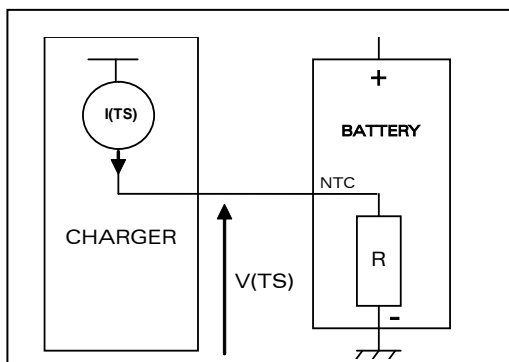 I(TS)
+
BATTERY
NTC
CHARGER
R
V(TS)
-